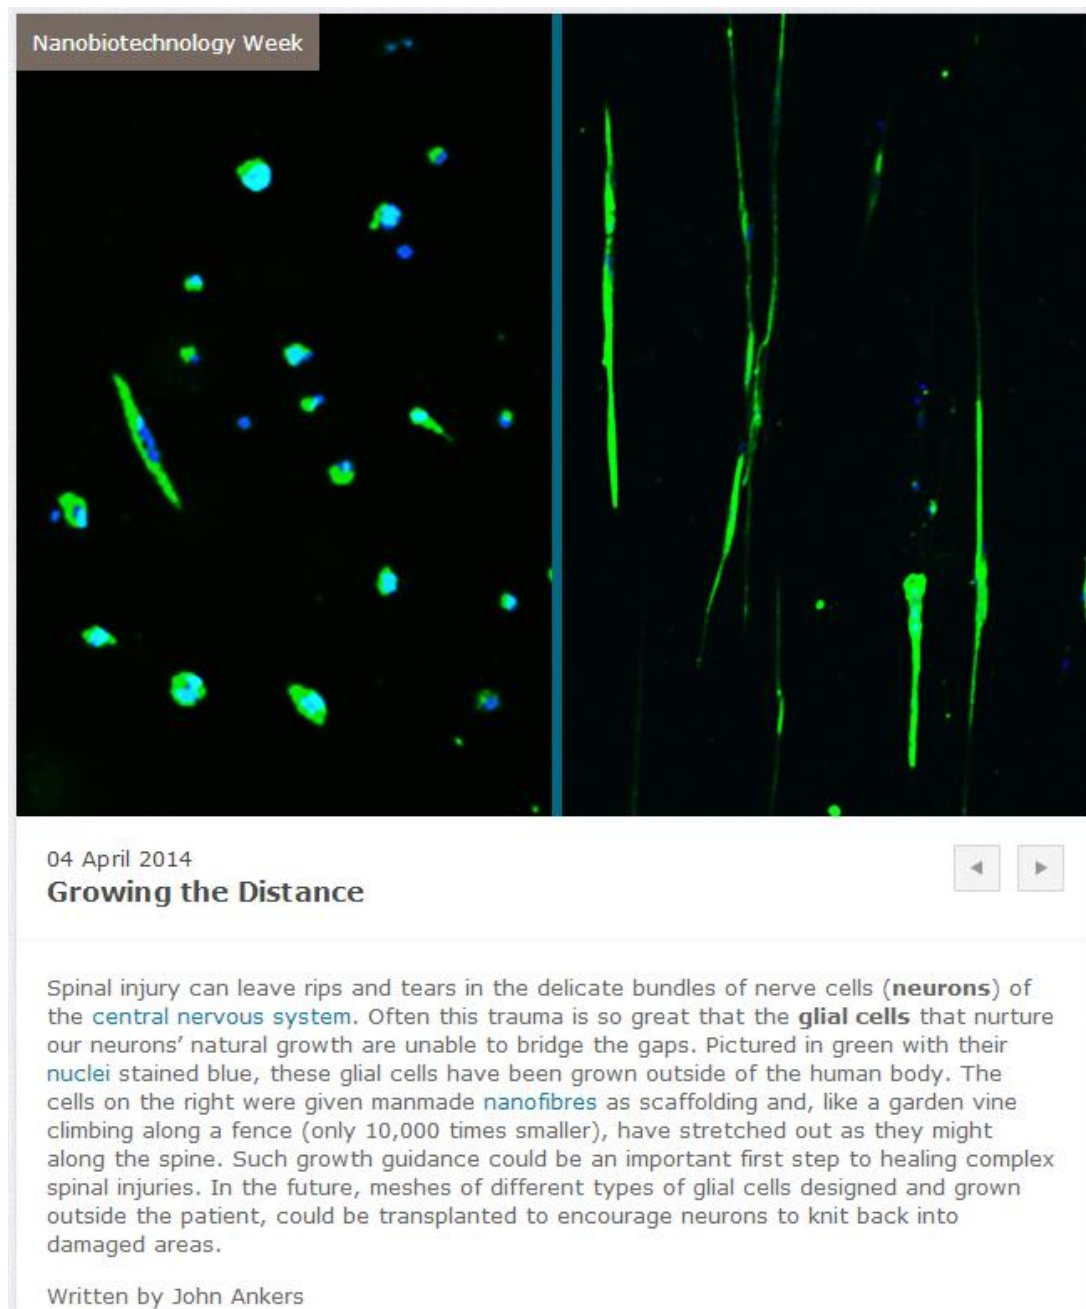 Nanobiotechnology Week
04 April 2014
Growing the Distance
Spinal injury can leave rips and tears in the delicate bundles of nerve cells (neurons) of
the central nervous system. Often this trauma is so great that the glial cells that nurture
our neurons’ natural growth are unable to bridge the gaps. Pictured in green with their
nuclei stained blue, these glial cells have been grown outside of the human body. The
cells on the right were given manmade nanofibres as scaffolding and, like a garden vine
climbing along a fence (only 10,000 times smaller), have stretched out as they might
along the spine. Such growth guidance could be an important first step to healing complex
spinal injuries. In the future, meshes of different types of glial cells designed and grown
outside the patient, could be transplanted to encourage neurons to knit back into
damaged areas.
Written by John Ankers